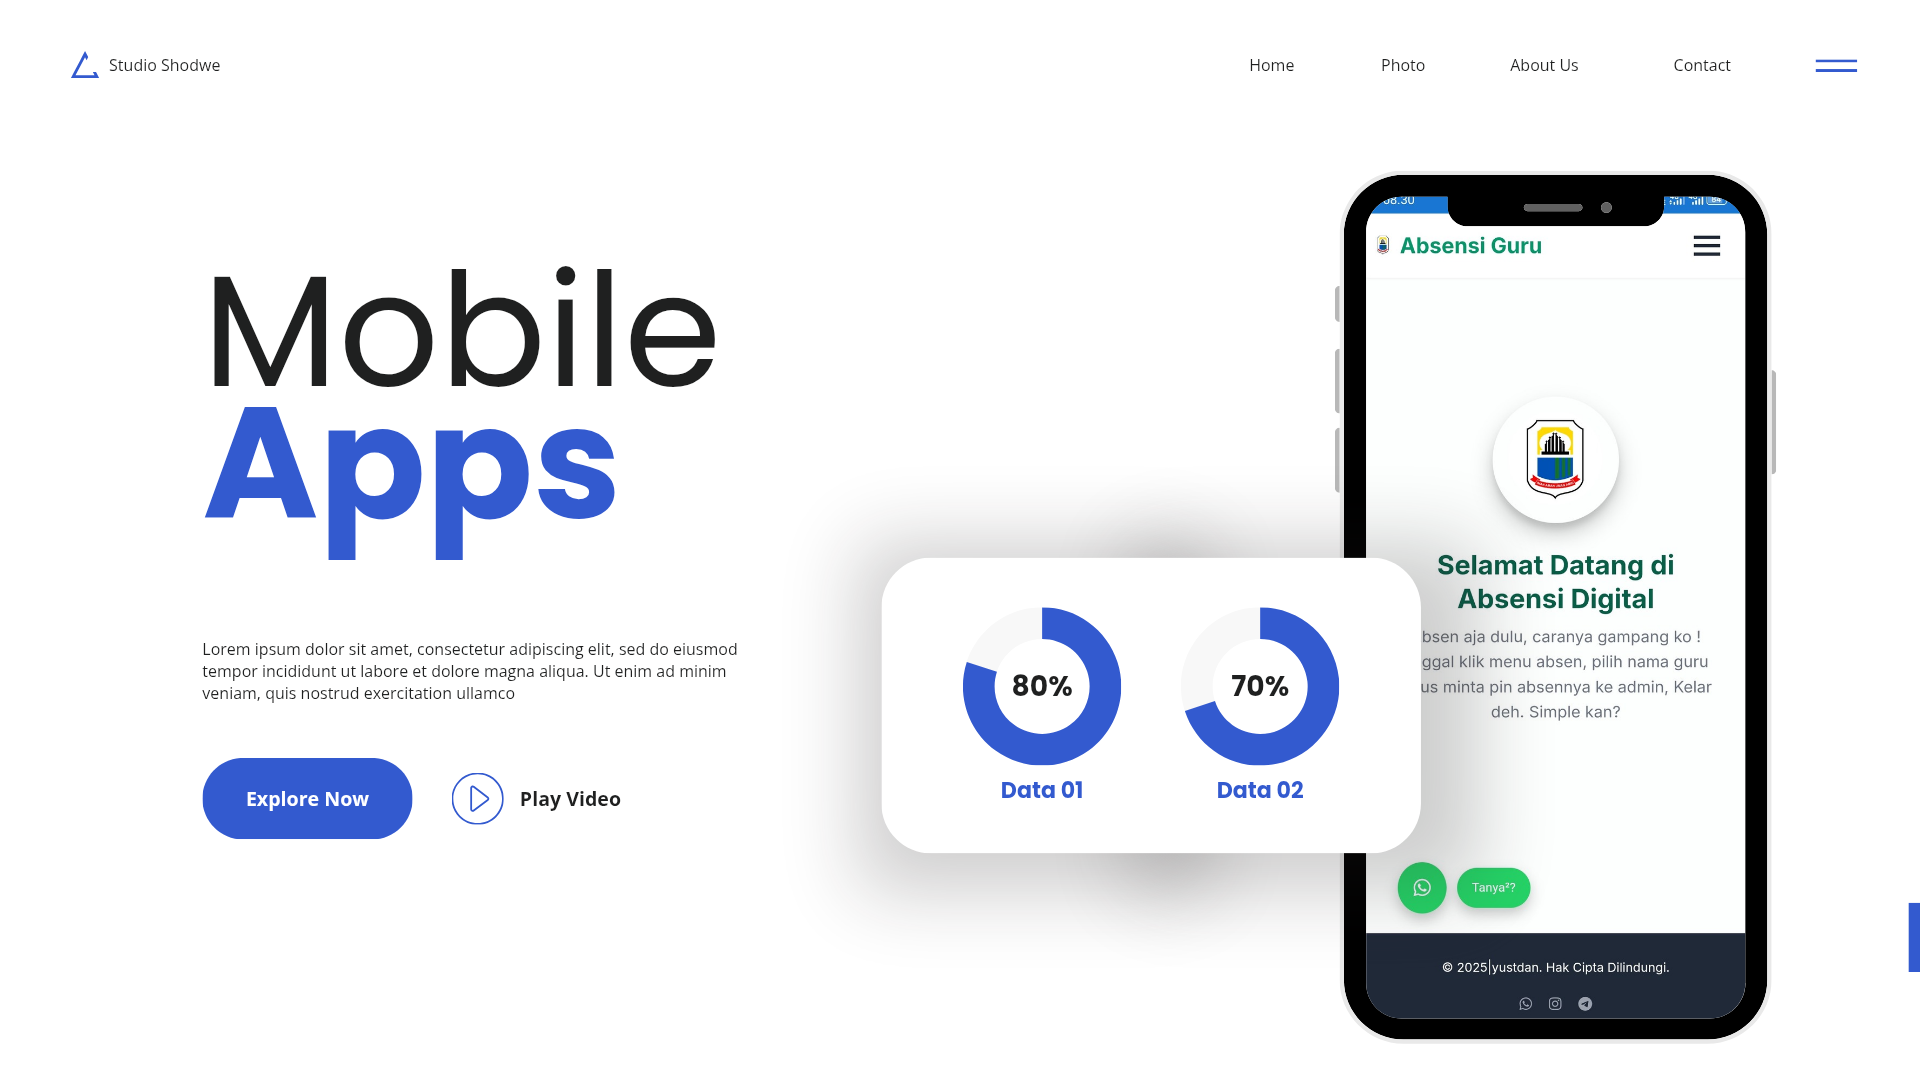 Studio Shodwe
Home
Photo
About Us
Contact
Mobile
Apps
Lorem ipsum dolor sit amet, consectetur adipiscing elit, sed do eiusmod
tempor incididunt ut labore et dolore magna aliqua. Ut enim ad minim
veniam, quis nostrud exercitation ullamco
Explore Now
Play Video
80%
70%
Data 01
Data 02
08.30
Absensi Guru
Selamat Datang di
Absensi Digital
bsen aja dulu, caranya gampang ko !
ggal klik menu absen, pilih nama guru
us minta pin absennya ke admin, Kelar
deh. Simple kan?
Tanya²?
© 2025|yustdan. Hak Cipta Dilindungi.